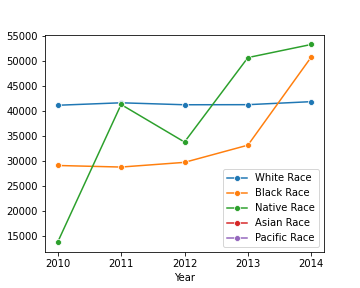 55000
50000
45000
40000
35000
30000
25000
20000
15000
White Race
Black Race
Native Race
Asian Race
Pacific Race
2010 2011 2012 2013 2014
Year